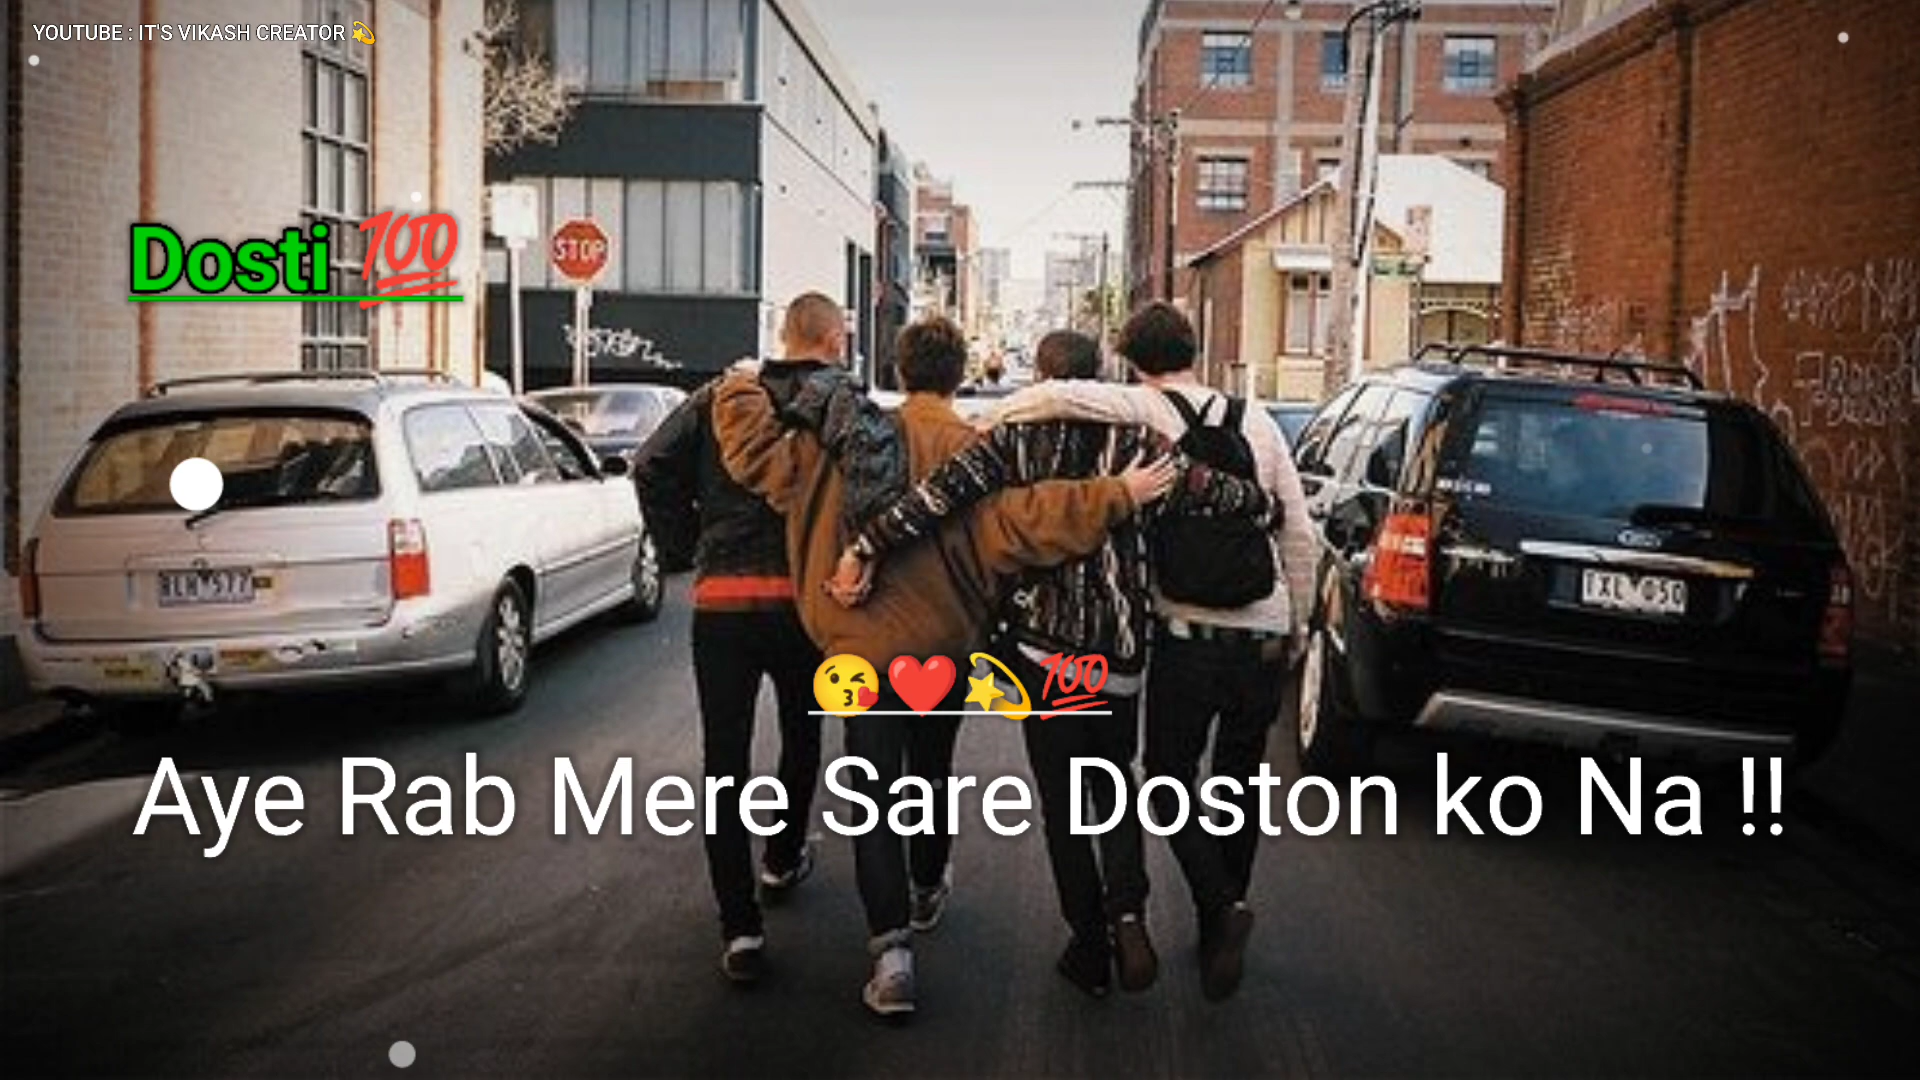 YOUTUBE : IT'S VIKASH CREATOR 💫
Dosti 💯
STOP
😘❤️💫💯
Aye Rab Mere Sare Doston ko Na !!